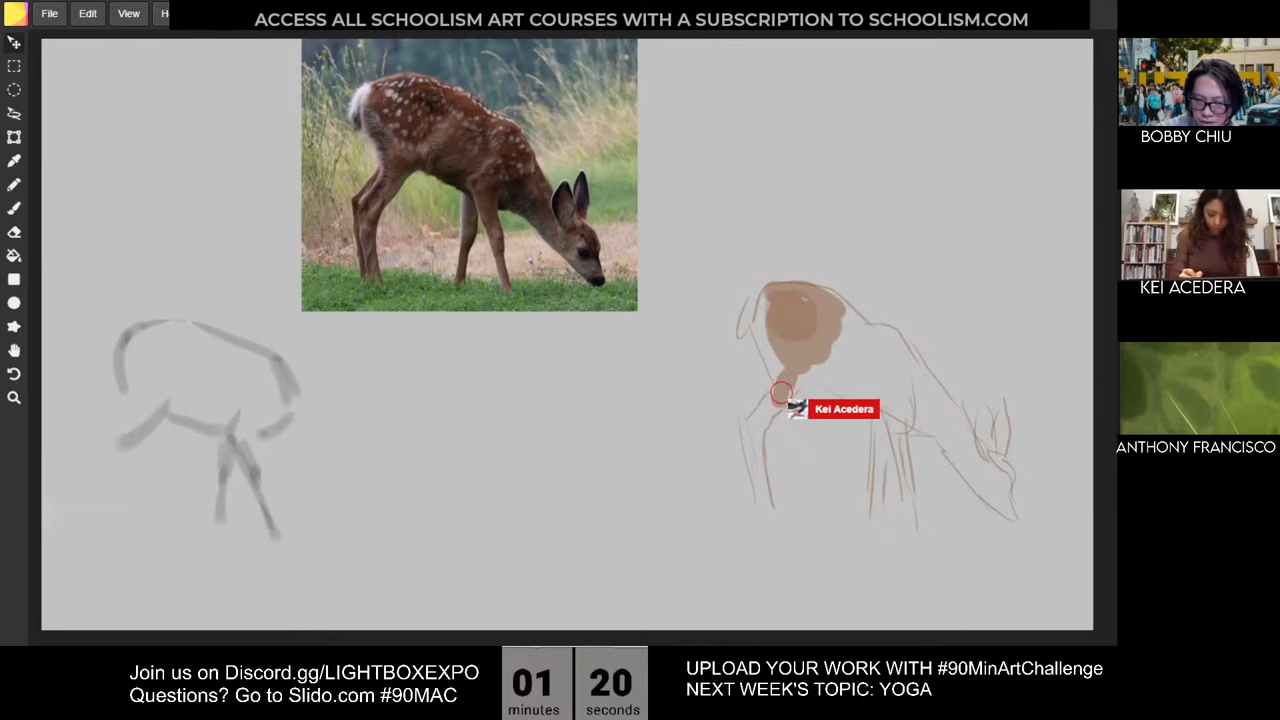 File Edit View H
ACCESS ALL SCHOOLISM ART COURSES WITH A SUBSCRIPTION TO SCHOOLISM.COM
BOBBY CHIU
KEI ACEDERA
ANTHONY FRANCISCO
Kei Acedera
Join us on Discord.gg/LIGHTBOXEXPO
Questions? Go to Slido.com #90MAC
01 20
minutes seconds
UPLOAD YOUR WORK WITH #90MinArtChallenge
NEXT WEEK'S TOPIC: YOGA